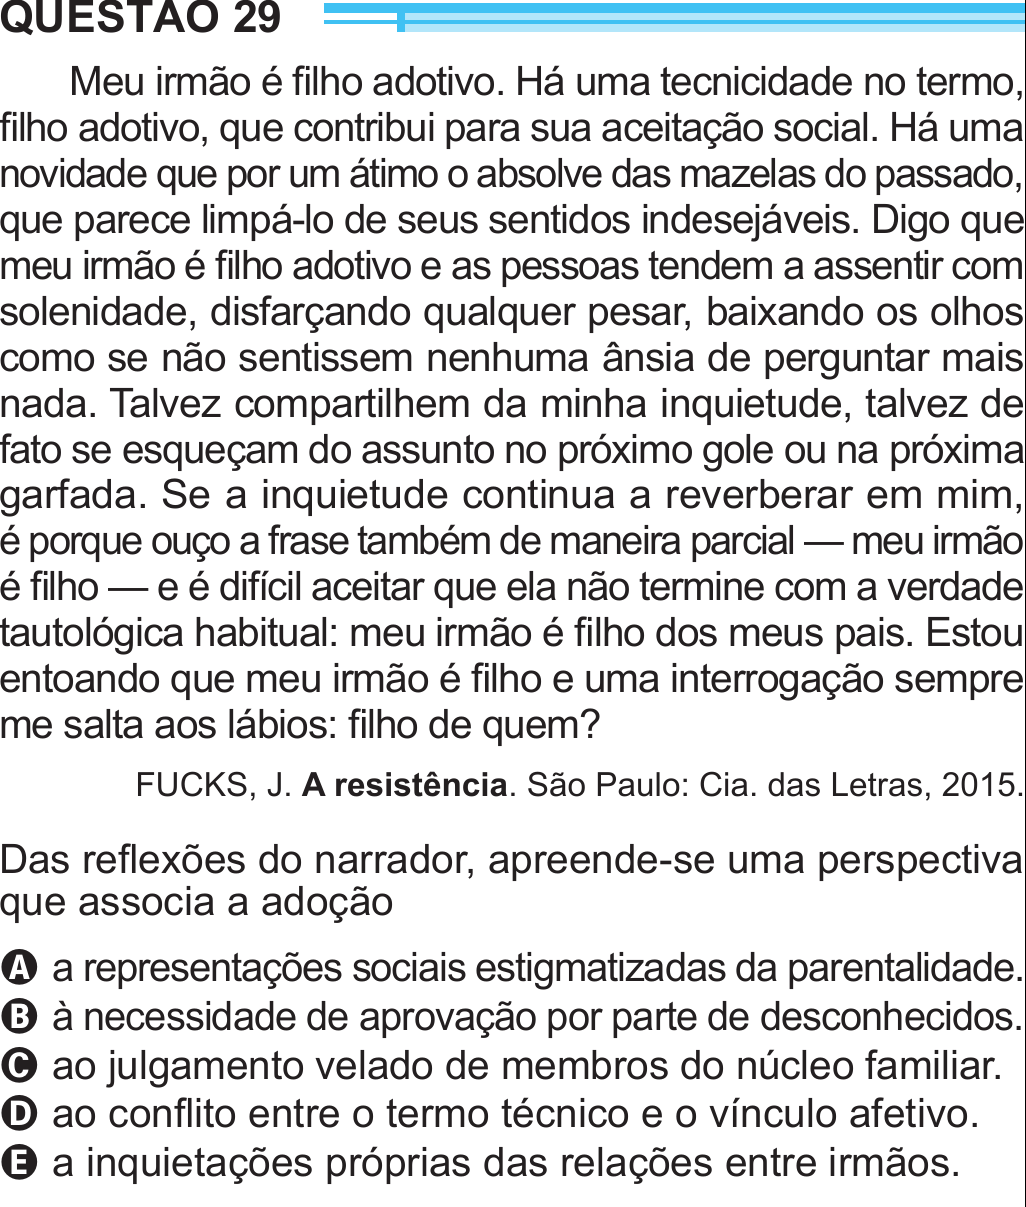 QUESTÃO 29
Meu irmão é filho adotivo. Há uma tecnicidade no termo,
filho adotivo, que contribui para sua aceitação social. Há uma
novidade que por um átimo o absolve das mazelas do passado,
que parece limpá-lo de seus sentidos indesejáveis. Digo que
meu irmão é filho adotivo e as pessoas tendem a assentir com
solenidade, disfarçando qualquer pesar, baixando os olhos
como se não sentissem nenhuma ânsia de perguntar mais
nada. Talvez compartilhem da minha inquietude, talvez de
fato se esqueçam do assunto no próximo gole ou na próxima
garfada. Se a inquietude continua a reverberar em mim,
é porque ouço a frase também de maneira parcial — meu irmão
é filho — e é difícil aceitar que ela não termine com a verdade
tautológica habitual: meu irmão é filho dos meus pais. Estou
entoando que meu irmão é filho e uma interrogação sempre
me salta aos lábios: filho de quem?
FUCKS, J. A resistência. São Paulo: Cia. das Letras, 2015.
Das reflexões do narrador, apreende-se uma perspectiva
que associa a adoção
A a representações sociais estigmatizadas da parentalidade.
B à necessidade de aprovação por parte de desconhecidos.
C ao julgamento velado de membros do núcleo familiar.
D ao conflito entre o termo técnico e o vínculo afetivo.
E a inquietações próprias das relações entre irmãos.